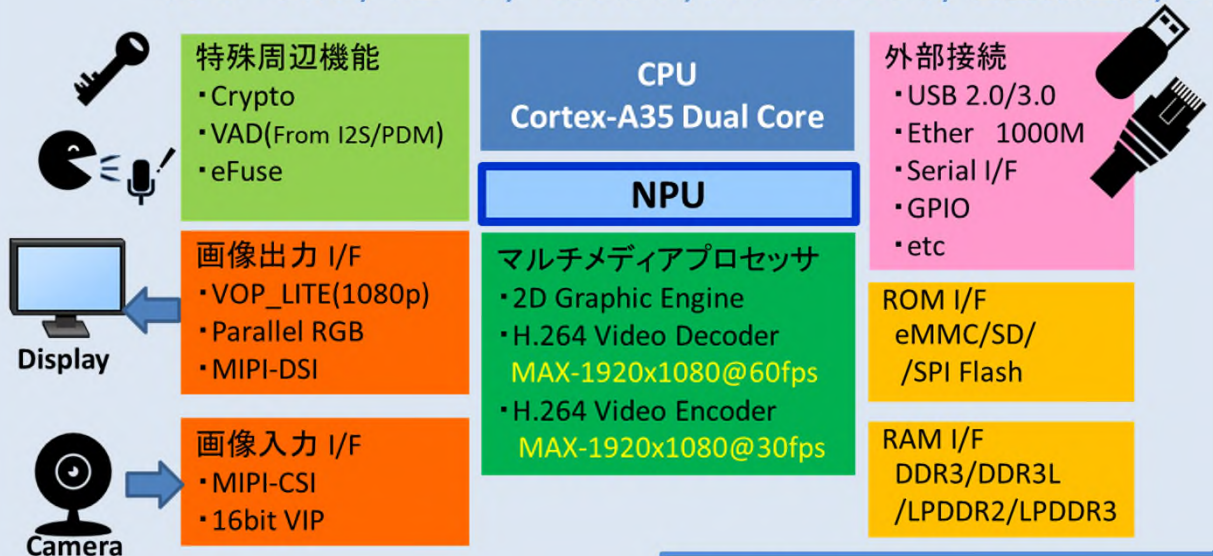 特殊周辺機能
・Crypto
・VAD(From I2S/PDM)
・eFuse
CPU
Cortex-A35 Dual Core
NPU
外部接続
・USB 2.0/3.0
・Ether 1000M
・Serial I/F
・GPIO
・etc
画像出力 I/F
・VOP_LITE(1080p)
・Parallel RGB
・MIPI-DSI
Display
マルチメディアプロセッサ
・2D Graphic Engine
・H.264 Video Decoder
MAX-1920x1080@60fps
・H.264 Video Encoder
MAX-1920x1080@30fps
ROM I/F
eMMC/SD/
/SPI Flash
画像入力 I/F
・MIPI-CSI
・16bit VIP
Camera
RAM I/F
DDR3/DDR3L
/LPDDR2/LPDDR3